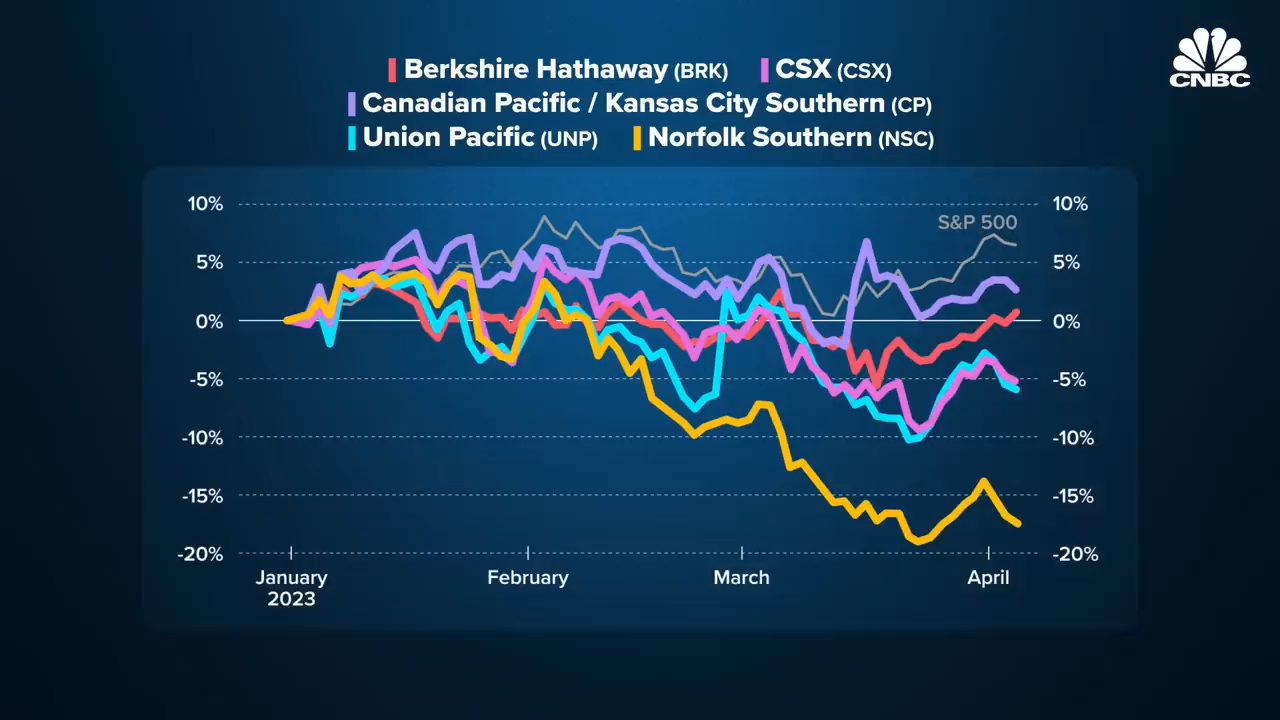 CNBC
Berkshire Hathaway (BRK) CSX (CSX)
Canadian Pacific / Kansas City Southern (CP)
Union Pacific (UNP) Norfolk Southern (NSC)
10% 10%
S&P 500
5% 5%
0% 0%
-5% -5%
-10% -10%
-15% -15%
-20% -20%
January February March April
2023